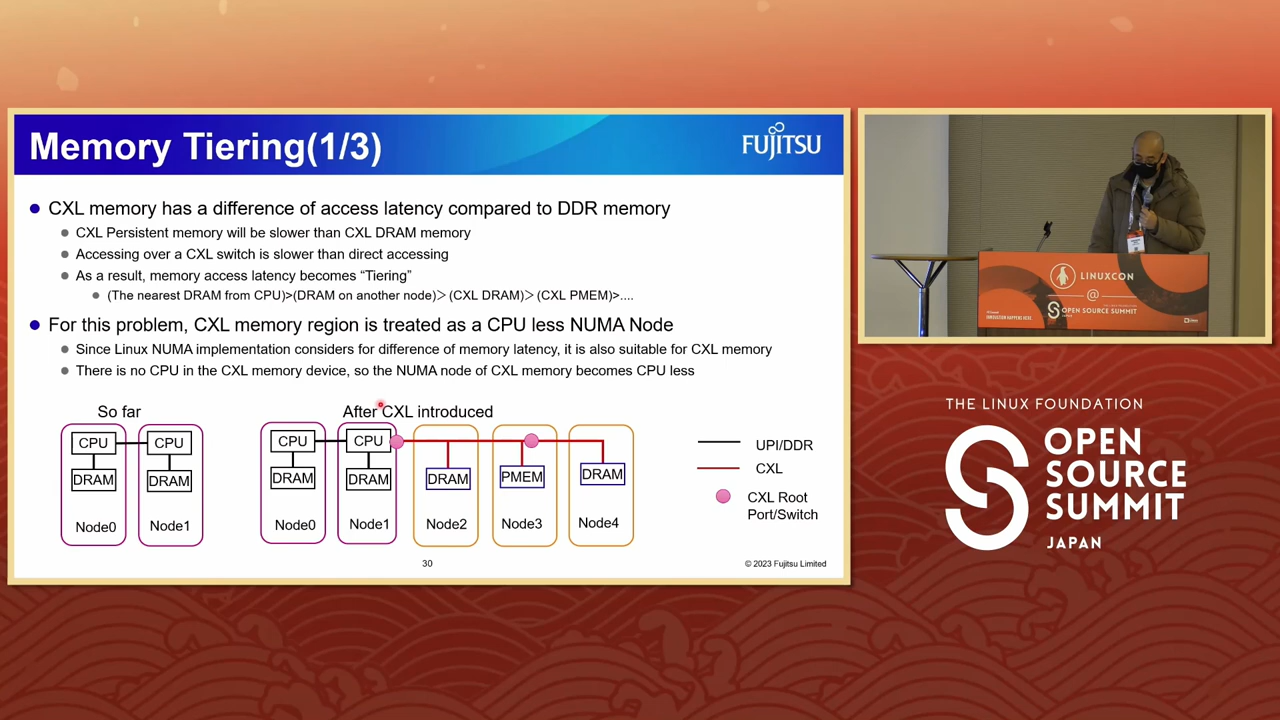 Memory Tiering(1/3)
FUJITSU
CXL memory has a difference of access latency compared to DDR memory
CXL Persistent memory will be slower than CXL DRAM memory
Accessing over a CXL switch is slower than direct accessing
As a result, memory access latency becomes “Tiering”
(The nearest DRAM from CPU)>(DRAM on another node)＞(CXL DRAM)＞(CXL PMEM)>....
For this problem, CXL memory region is treated as a CPU less NUMA Node
Since Linux NUMA implementation considers for difference of memory latency, it is also suitable for CXL memory
There is no CPU in the CXL memory device, so the NUMA node of CXL memory becomes CPU less
So far
CPU CPU
DRAM DRAM
Node0 Node1
After CXL introduced
CPU CPU
DRAM DRAM DRAM PMEM DRAM
Node0 Node1 Node2 Node3 Node4
UPI/DDR
CXL
CXL Root
Port/Switch
30
© 2023 Fujitsu Limited
LINUXCON
@
OPEN SOURCE SUMMIT
INNOVATION HAPPENS HERE
THE LINUX FOUNDATION
OPEN
SOURCE
SUMMIT
JAPAN